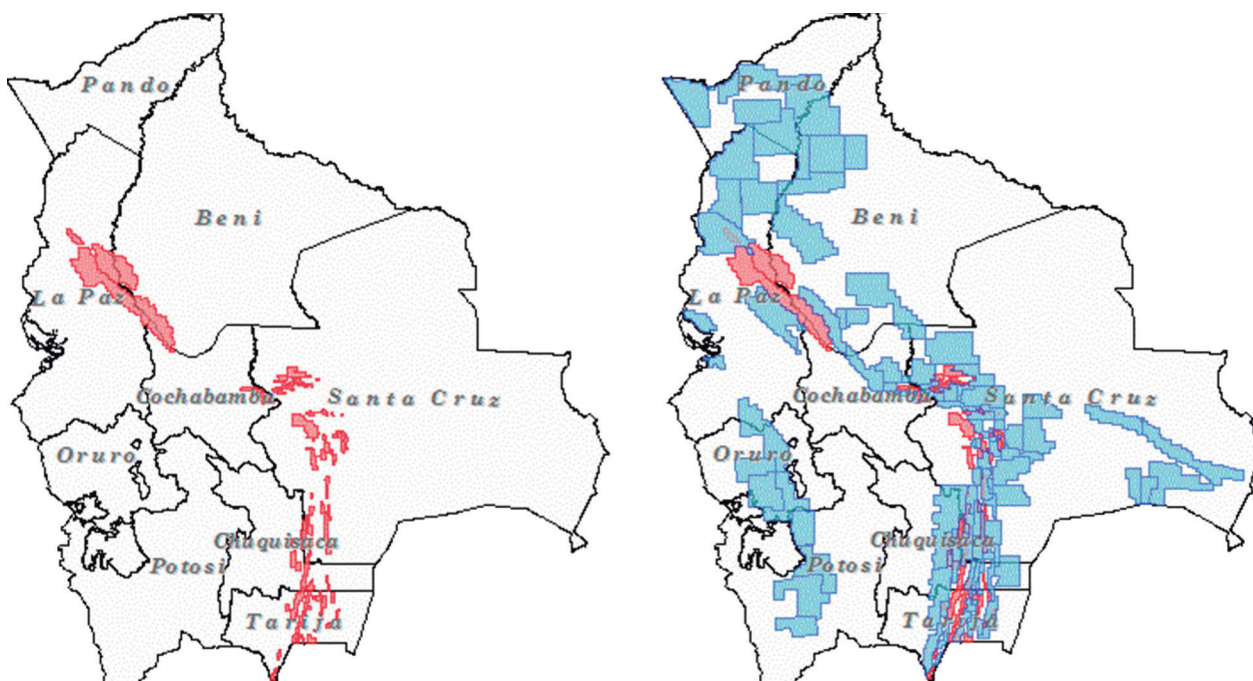 Pando
Beni
La Paz
Cochabamba
Santa Cruz
Oruro
Chuquisaca
Potosi
Tarija
Pando
Beni
La Paz
Cochabamba
Santa Cruz
Oruro
Chuquisaca
Potosi
Tarija